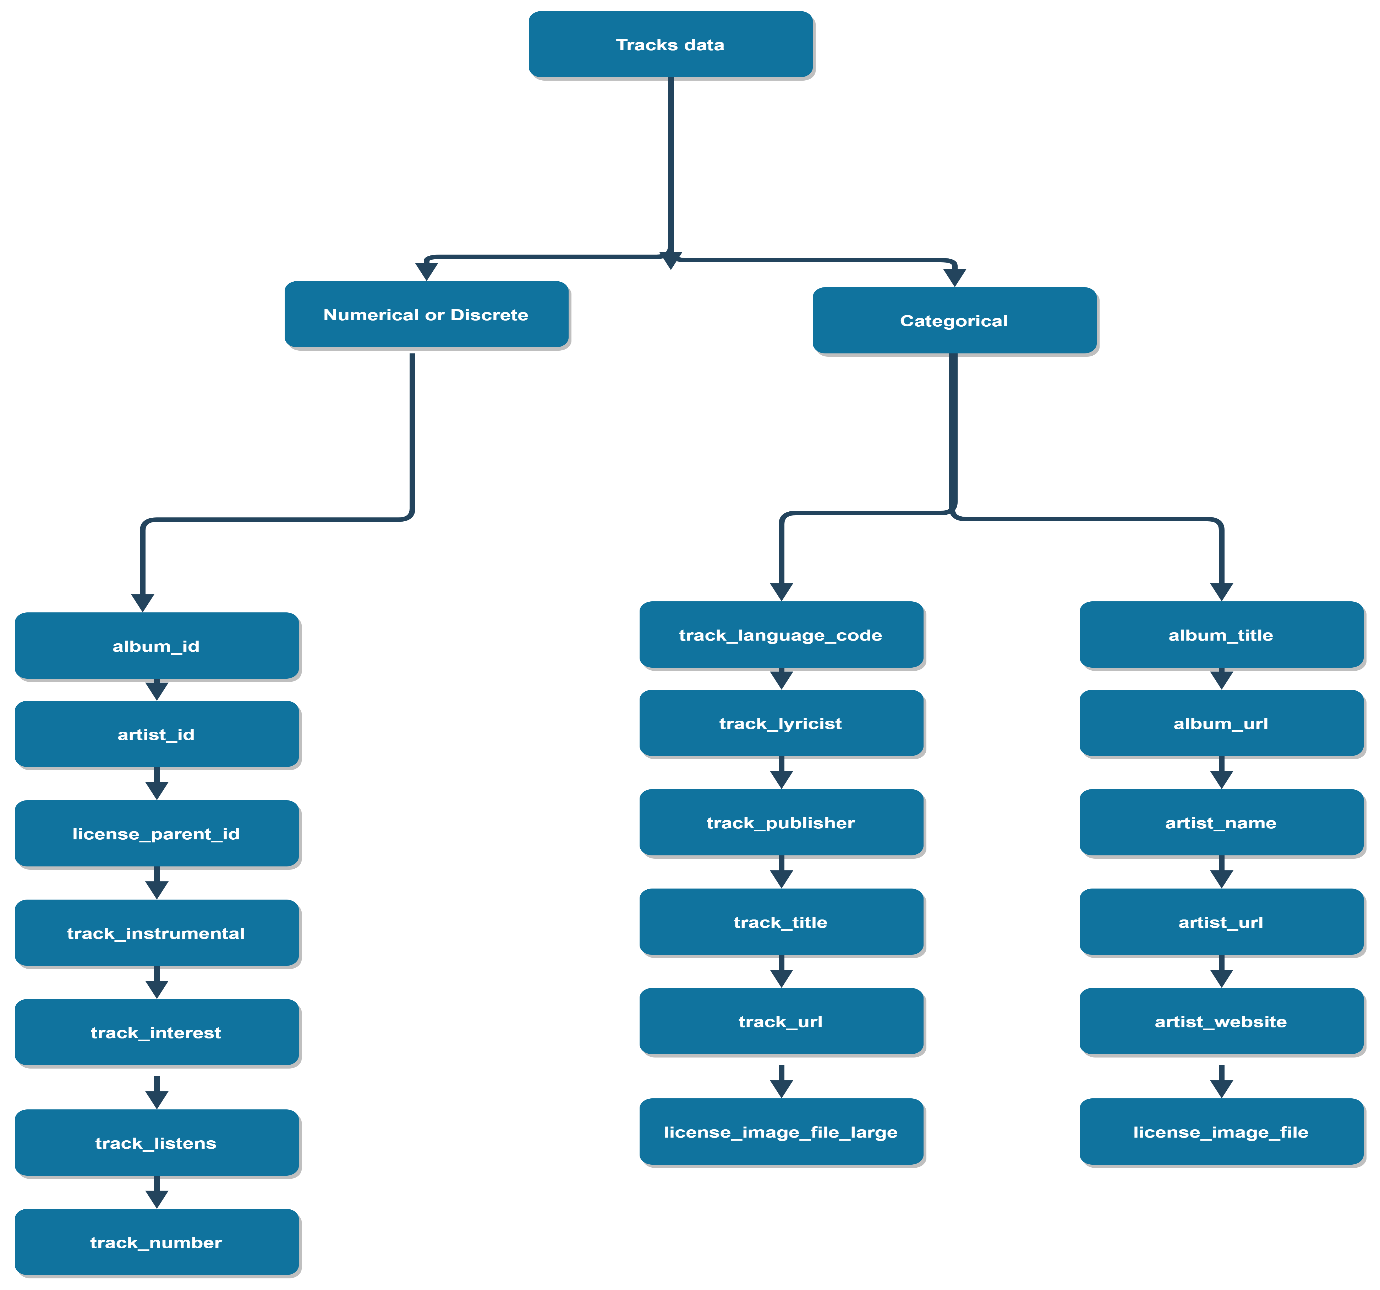 Tracks data
Numerical or Discrete
Categorical
album_id
artist_id
license_parent_id
track_instrumental
track_interest
track_listens
track_number
track_language_code
track_lyricist
track_publisher
track_title
track_url
license_image_file_large
album_title
album_url
artist_name
artist_url
artist_website
license_image_file